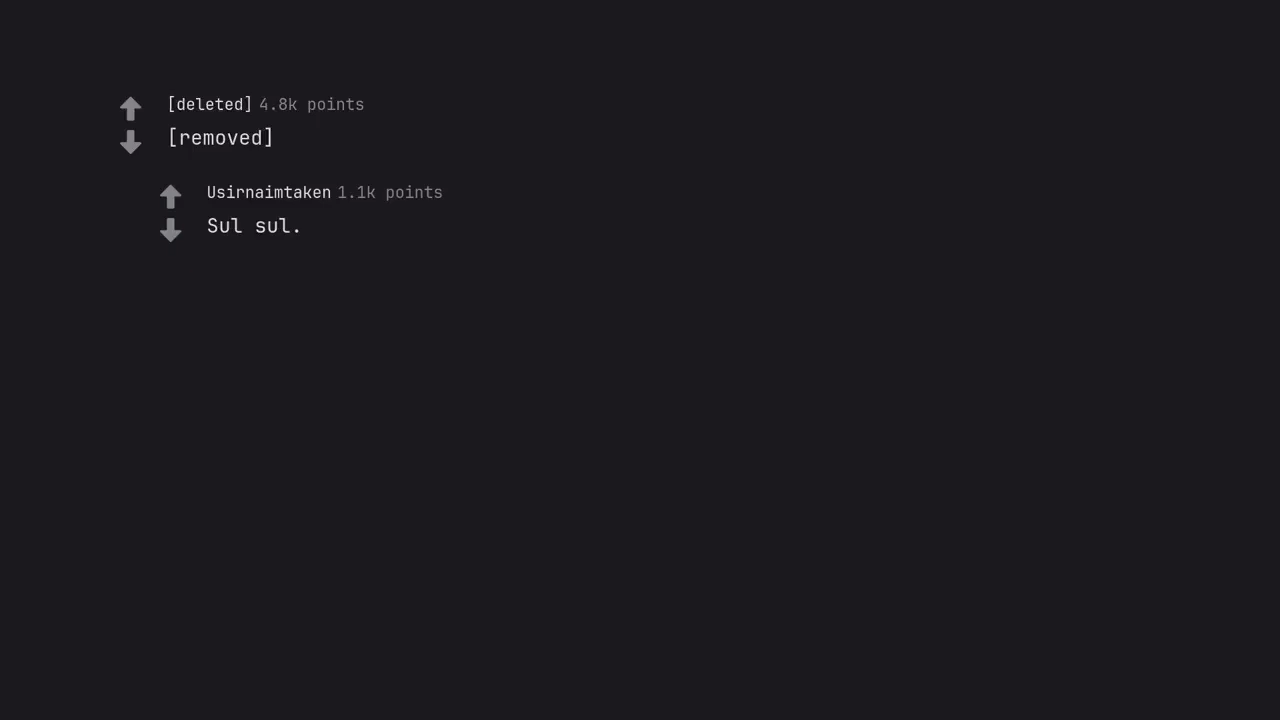 [deleted] 4.8k points
[removed]
Usirnaimtaken 1.1k points
Sul sul.